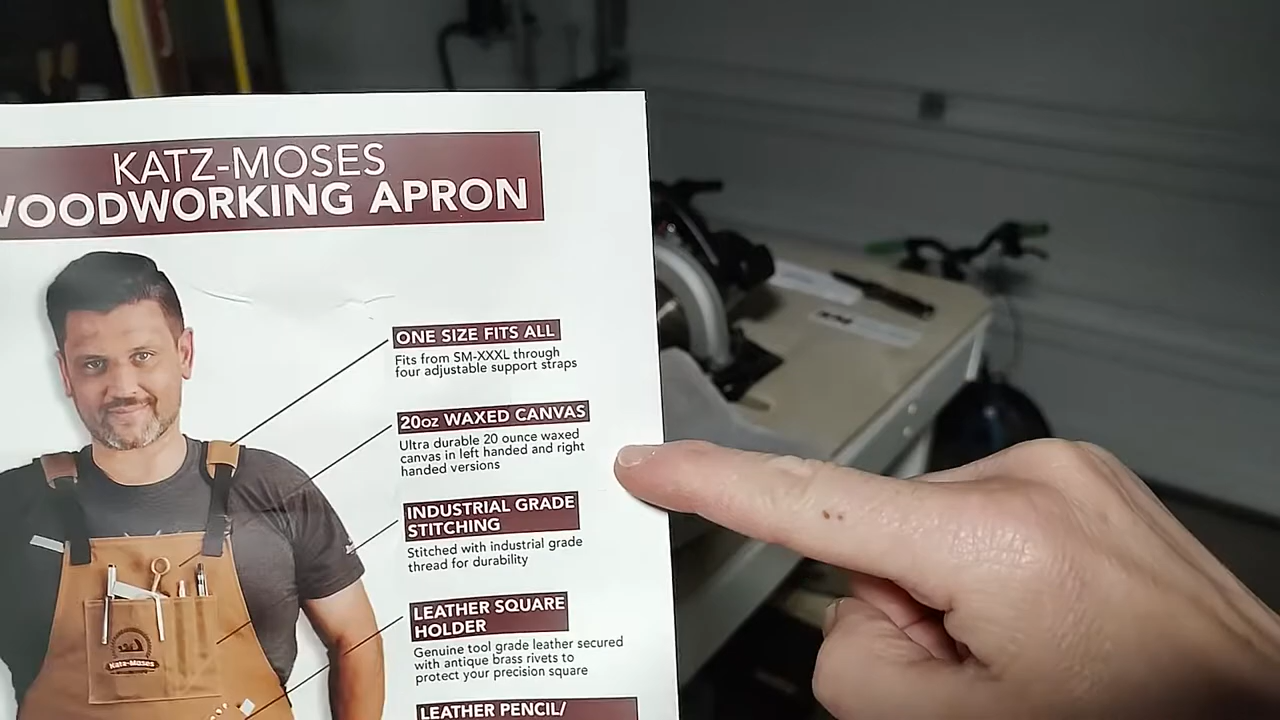 KATZ-MOSES
WOODWORKING APRON
ONE SIZE FITS ALL
Fits from SM-XXXL through
four adjustable support straps
20oz WAXED CANVAS
Ultra durable 20 ounce waxed
canvas in left handed and right
handed versions
INDUSTRIAL GRADE
STITCHING
Stitched with industrial grade
thread for durability
LEATHER SQUARE
HOLDER
Genuine tool grade leather secured
with antique brass rivets to
protect your precision square
LEATHER PENCIL/
Katz-Moses